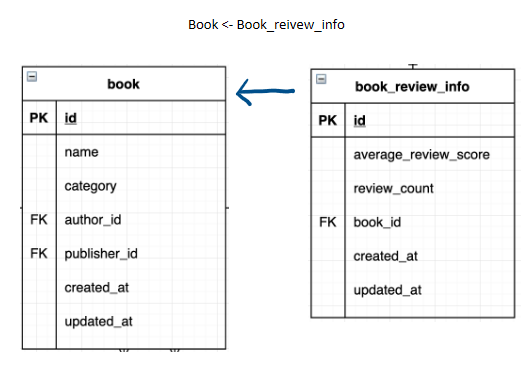 Book <- Book_reivew_info
book
PK id
name
category
FK author_id
FK publisher_id
created_at
updated_at
book_review_info
PK id
average_review_score
review_count
FK book_id
created_at
updated_at